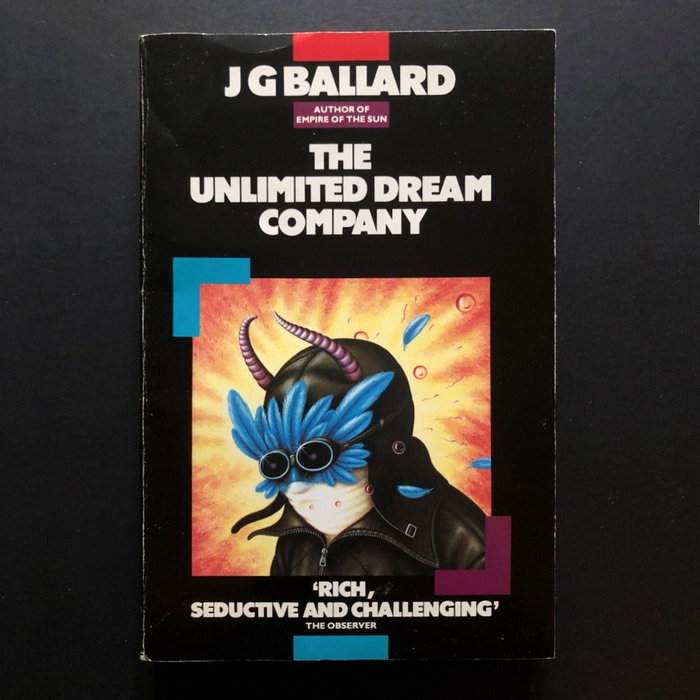 J G BALLARD
AUTHOR OF
EMPIRE OF THE SUN
THE
UNLIMITED DREAM
COMPANY
‘RICH,
SEDUCTIVE AND CHALLENGING’
THE OBSERVER